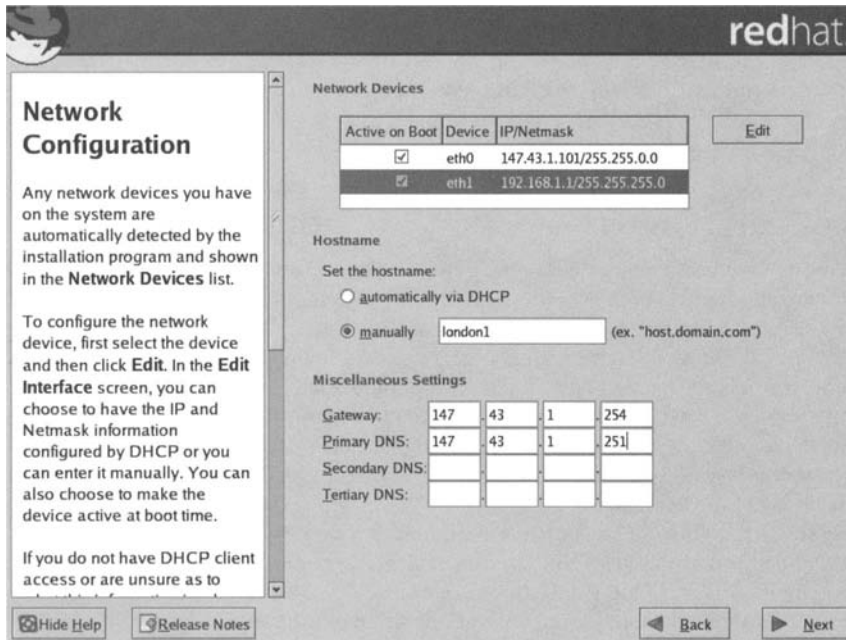 redhat
Network
Configuration
Any network devices you have
on the system are
automatically detected by the
installation program and shown
in the Network Devices list.
To configure the network
device, first select the device
and then click Edit. In the Edit
Interface screen, you can
choose to have the IP and
Netmask information
configured by DHCP or you
can enter it manually. You can
also choose to make the
device active at boot time.
If you do not have DHCP client
access or are unsure as to
Network Devices
Active on Boot Device IP/Netmask
eth0 147.43.1.101/255.255.0.0
eth1 192.168.1.1/255.255.255.0
Edit
Hostname
Set the hostname:
automatically via DHCP
manually london1 (ex. "host.domain.com")
Miscellaneous Settings
Gateway: 147 . 43 . 1 . 254
Primary DNS: 147 . 43 . 1 . 251
Secondary DNS: . . .
Tertiary DNS: . . .
Hide Help
Release Notes
Back
Next